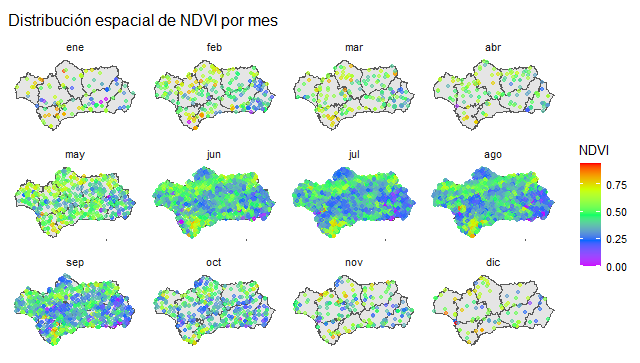 Distribución espacial de NDVI por mes
ene
feb
mar
abr
may
jun
jul
ago
sep
oct
nov
dic
NDVI
0.75
0.50
0.25
0.00